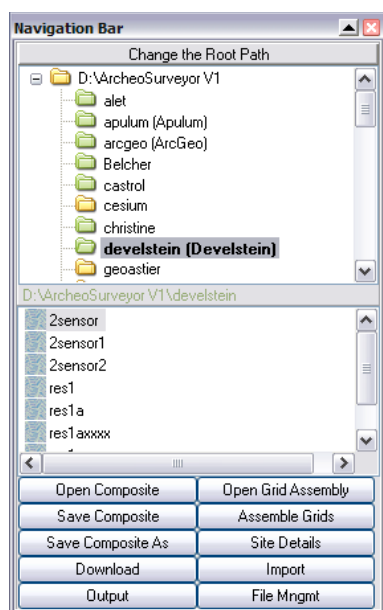 Navigation Bar
Change the Root Path
D:\ArcheoSurveyor V1
alet
apulum (Apulum)
arcgeo (ArcGeo)
Belcher
castrol
cesium
christine
develstein (Develstein)
geoastier
D:\ArcheoSurveyor V1\develstein
2sensor
2sensor1
2sensor2
res1
res1a
res1axxxx
Open Composite Open Grid Assembly
Save Composite Assemble Grids
Save Composite As Site Details
Download Import
Output File Mngmt